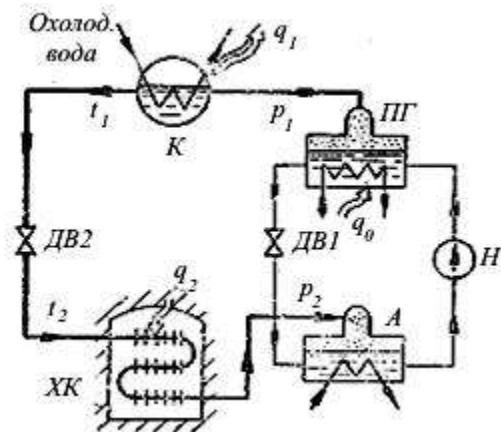 Охолод.
вода
q₁
t₁
К
p₁
ПГ
q₀
ДВ2
ДВ1
Н
q₂
p₂
А
t₂
ХК